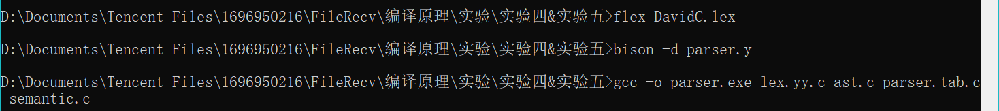 D:\Documents\Tencent Files\1696950216\FileRecv\编译原理\实验\实验四&实验五>flex DavidC.lex
D:\Documents\Tencent Files\1696950216\FileRecv\编译原理\实验\实验四&实验五>bison -d parser.y
D:\Documents\Tencent Files\1696950216\FileRecv\编译原理\实验\实验四&实验五>gcc -o parser.exe lex.yy.c ast.c parser.tab.c
semantic.c